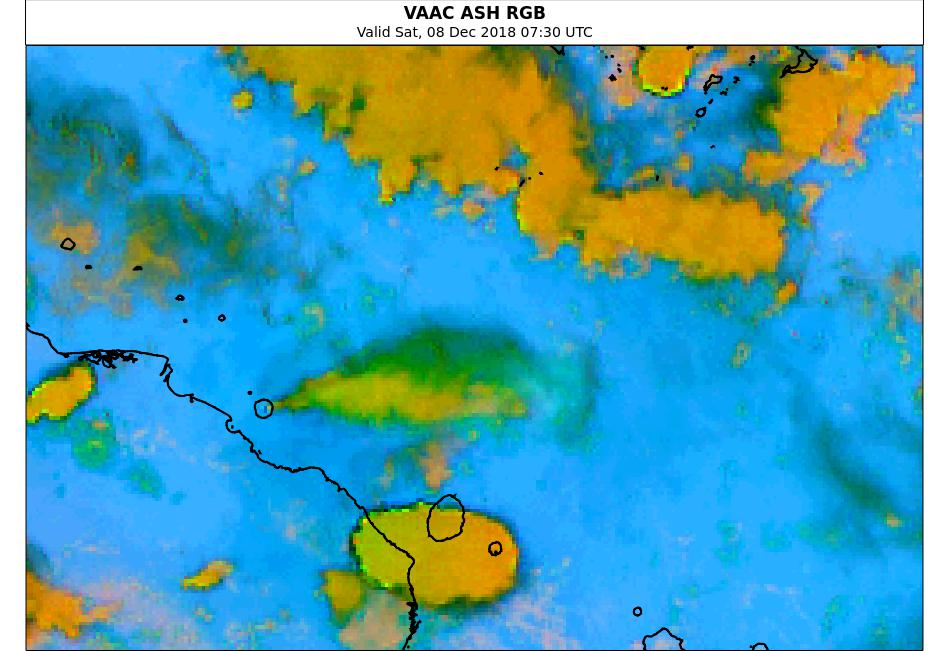 VAAC ASH RGB
Valid Sat, 08 Dec 2018 07:30 UTC